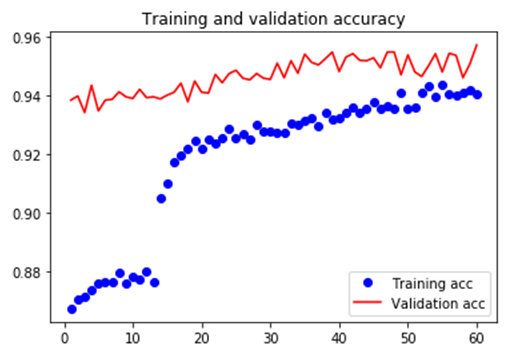 Training and validation accuracy
0.96
0.94
0.92
0.90
0.88
Training acc
Validation acc
0 10 20 30 40 50 60